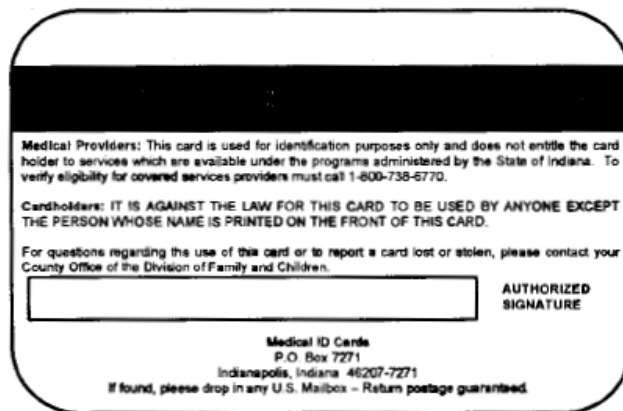 Medical Providers: This card is used for identification purposes only and does not entitle the card
holder to services which are available under the programs administered by the State of Indiana. To
verify eligibility for covered services providers must call 1-800-738-6770.
Cardholders: IT IS AGAINST THE LAW FOR THIS CARD TO BE USED BY ANYONE EXCEPT
THE PERSON WHOSE NAME IS PRINTED ON THE FRONT OF THIS CARD.
For questions regarding the use of this card or to report a card lost or stolen, please contact your
County Office of the Division of Family and Children.
AUTHORIZED
SIGNATURE
Medical ID Cards
P.O. Box 7271
Indianapolis, Indiana 46207-7271
If found, please drop in any U.S. Mailbox – Return postage guaranteed.